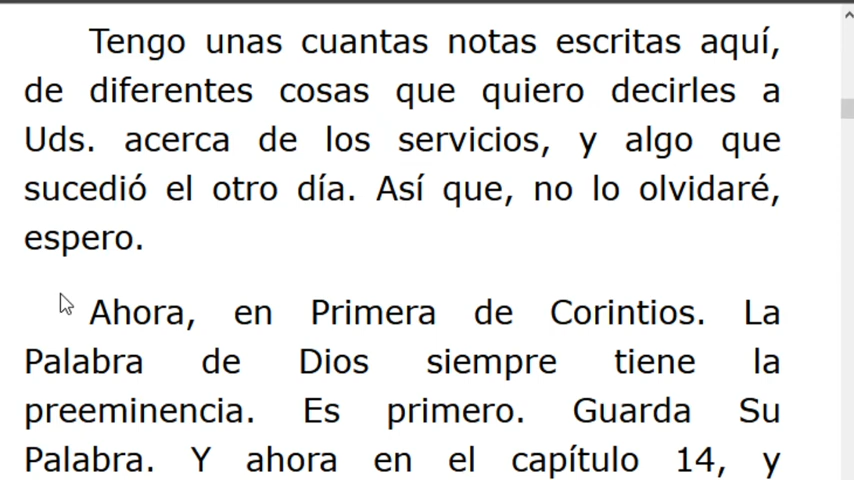 Tengo unas cuantas notas escritas aquí,
de diferentes cosas que quiero decirles a
Uds. acerca de los servicios, y algo que
sucedió el otro día. Así que, no lo olvidaré,
espero.
Ahora, en Primera de Corintios. La
Palabra de Dios siempre tiene la
preeminencia. Es primero. Guarda Su
Palabra. Y ahora en el capítulo 14, y